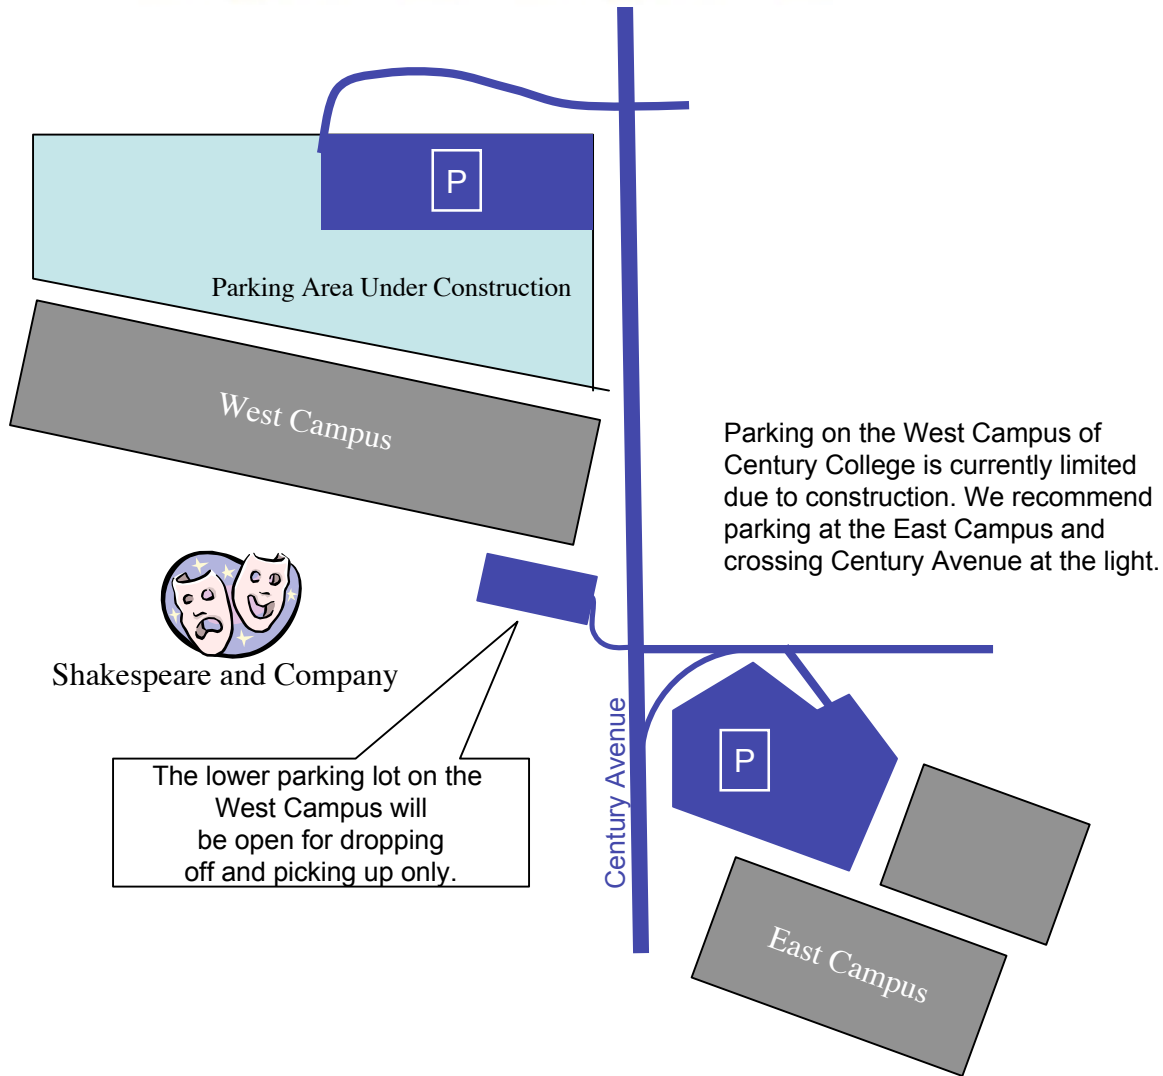 P
Parking Area Under Construction
West Campus
Parking on the West Campus of
Century College is currently limited
due to construction. We recommend
parking at the East Campus and
crossing Century Avenue at the light.
Shakespeare and Company
The lower parking lot on the
West Campus will
be open for dropping
off and picking up only.
Century Avenue
P
East Campus